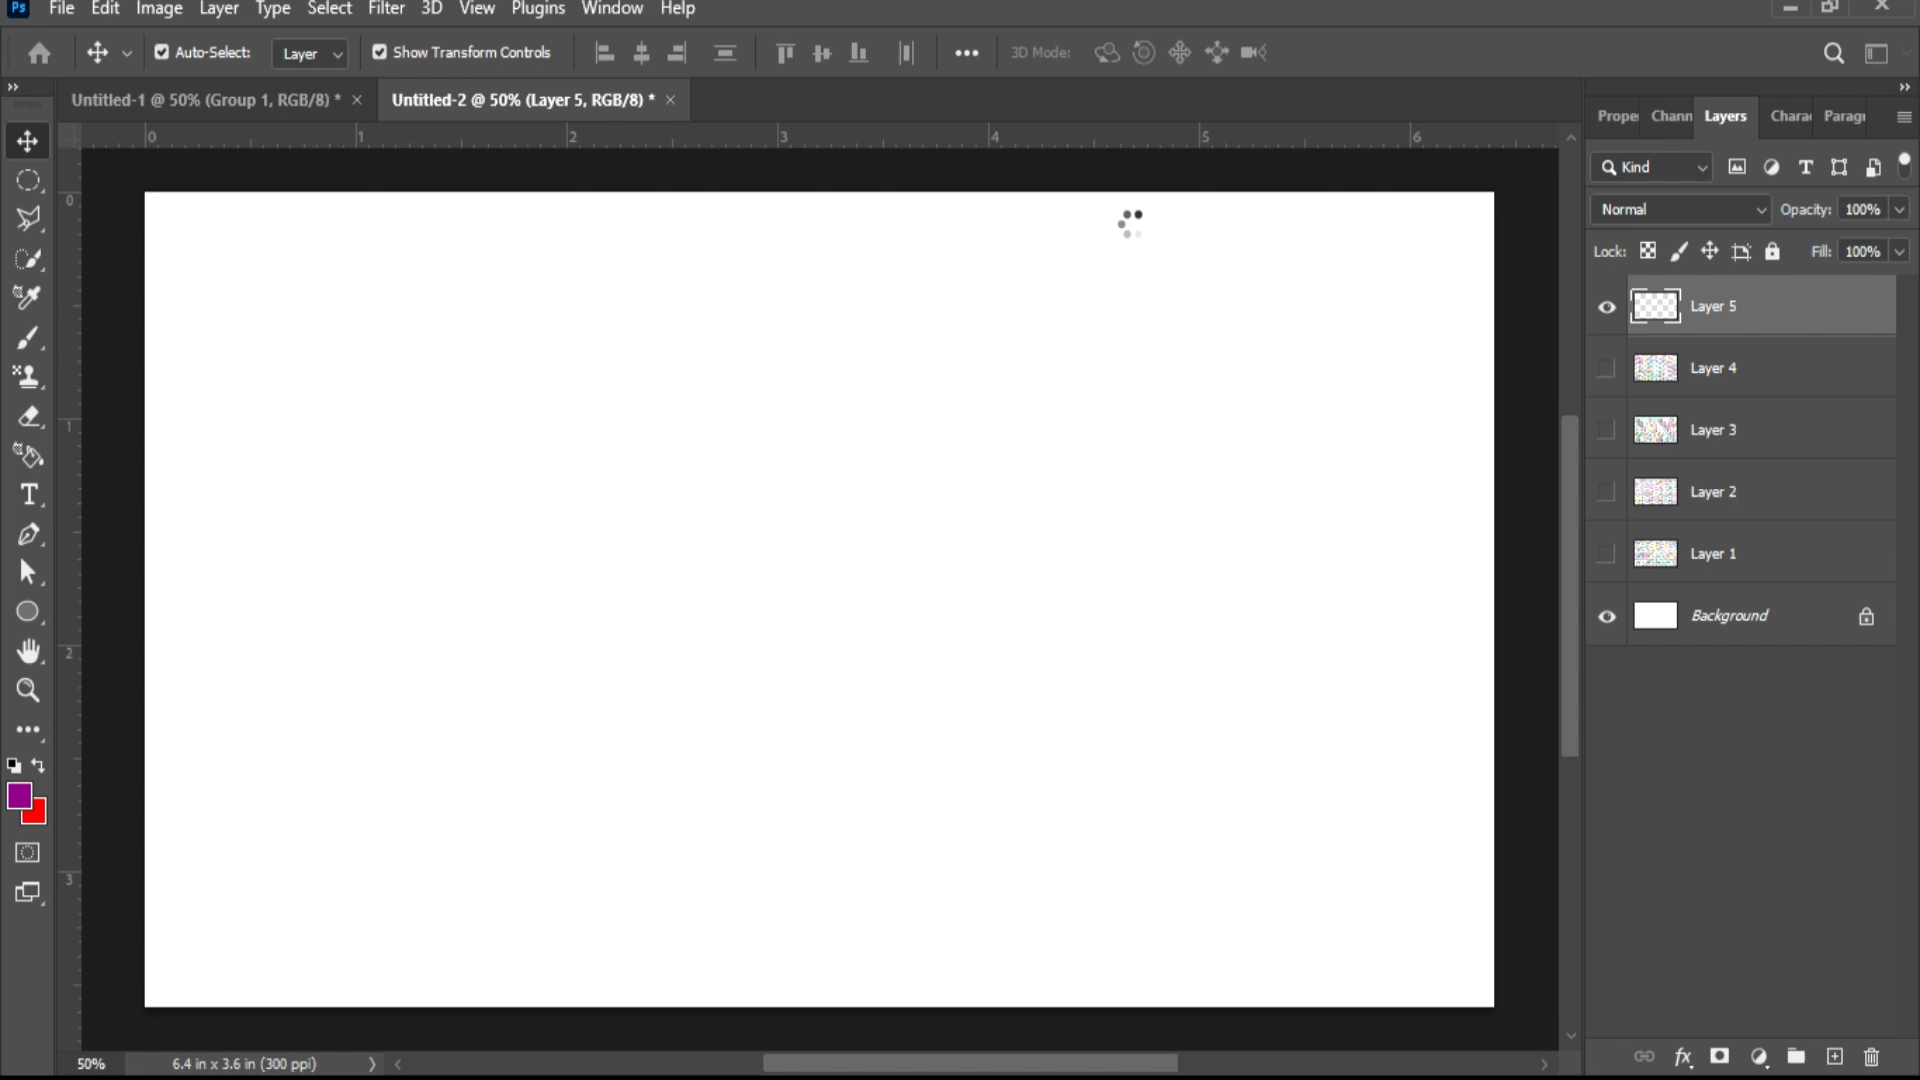 Ps File Edit Image Layer Type Select Filter 3D View Plugins Window Help
Auto-Select: Layer Show Transform Controls 3D Mode:
Untitled-1 @ 50% (Group 1, RGB/8) * × Untitled-2 @ 50% (Layer 5, RGB/8) * ×
Proper Chann Layers Chara Paragr
0 1 2 3 4 5 6
Kind
Normal Opacity: 100%
Lock: Fill: 100%
0
1
2
3
Layer 5
Layer 4
Layer 3
Layer 2
Layer 1
Background
50% 6.4 in x 3.6 in (300 ppi)
fx